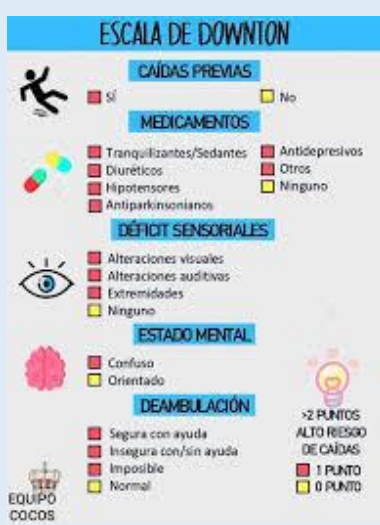 ESCALA DE DOWNTON
CAÍDAS PREVIAS
SÍ No
MEDICAMENTOS
Tranquilizantes/Sedantes Antidepresivos
Diuréticos Otros
Hipotensores Ninguno
Antiparkinsonianos
DÉFICIT SENSORIALES
Alteraciones visuales
Alteraciones auditivas
Extremidades
Ninguno
ESTADO MENTAL
Confuso
Orientado
DEAMBULACIÓN
Segura con ayuda
Insegura con/sin ayuda
Imposible
Normal
>2 PUNTOS
ALTO RIESGO
DE CAÍDAS
1 PUNTO
0 PUNTO
EQUIPO
COCOS